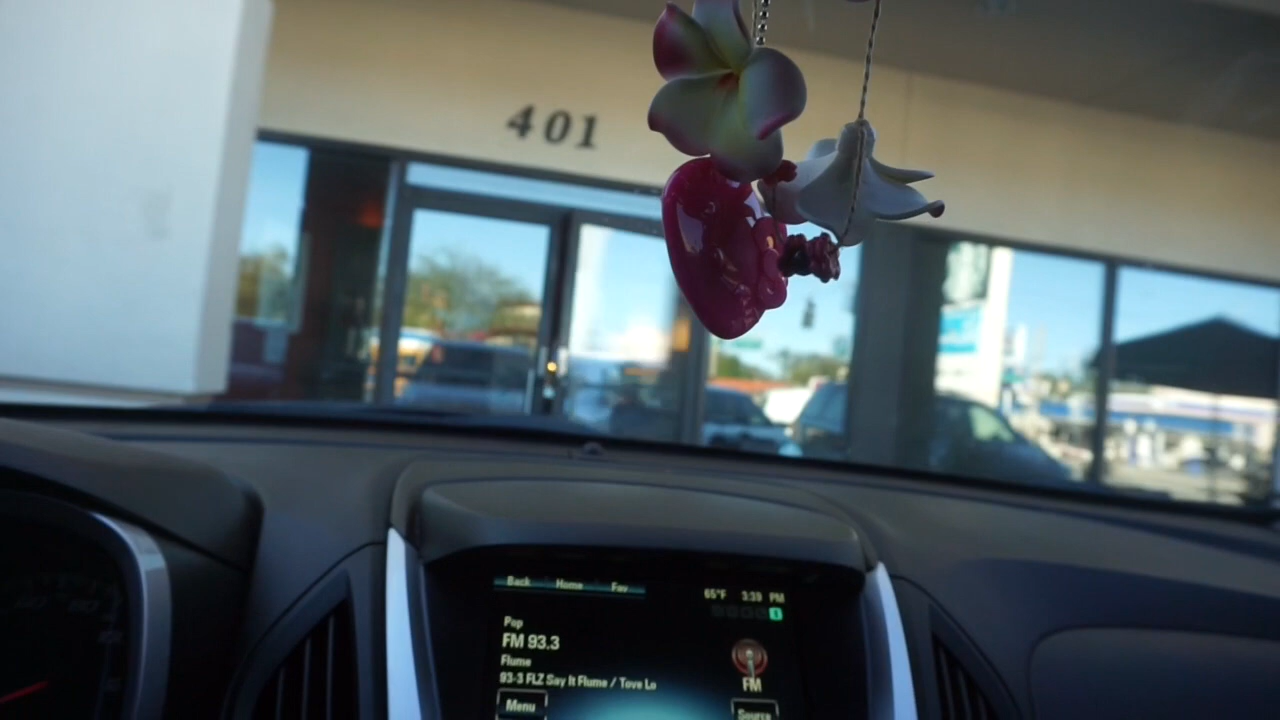 401
Back Home Fav
65°F 3:39 PM
Pop
FM 93.3
Flume
93-3 FLZ Say It Flume / Tove Lo
FM
Menu
Source